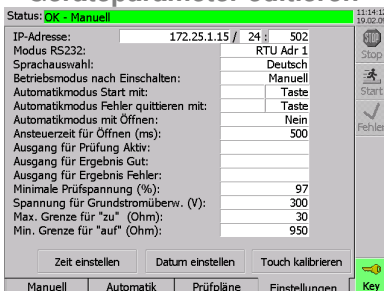 Status: OK - Manuell
11:14:12
IP-Adresse: 172.25.1.15 / 24 : 502
Modus RS232: RTU Adr 1
Sprachauswahl: Deutsch
Betriebsmodus nach Einschalten: Manuell
Automatikmodus Start mit: Taste
Automatikmodus Fehler quittieren mit: Taste
Automatikmodus mit Öffnen: Nein
Ansteuerzeit für Öffnen (ms): 500
Ausgang für Prüfung Aktiv:
Ausgang für Ergebnis Gut:
Ausgang für Ergebnis Fehler:
Minimale Prüfspannung (%): 97
Spannung für Grundstromüberw. (V): 300
Max. Grenze für "zu" (Ohm): 30
Min. Grenze für "auf" (Ohm): 950
Zeit einstellen Datum einstellen Touch kalibrieren
Manuell Automatik Prüfpläne Einstellungen
Stop
Start
Fehler
Key